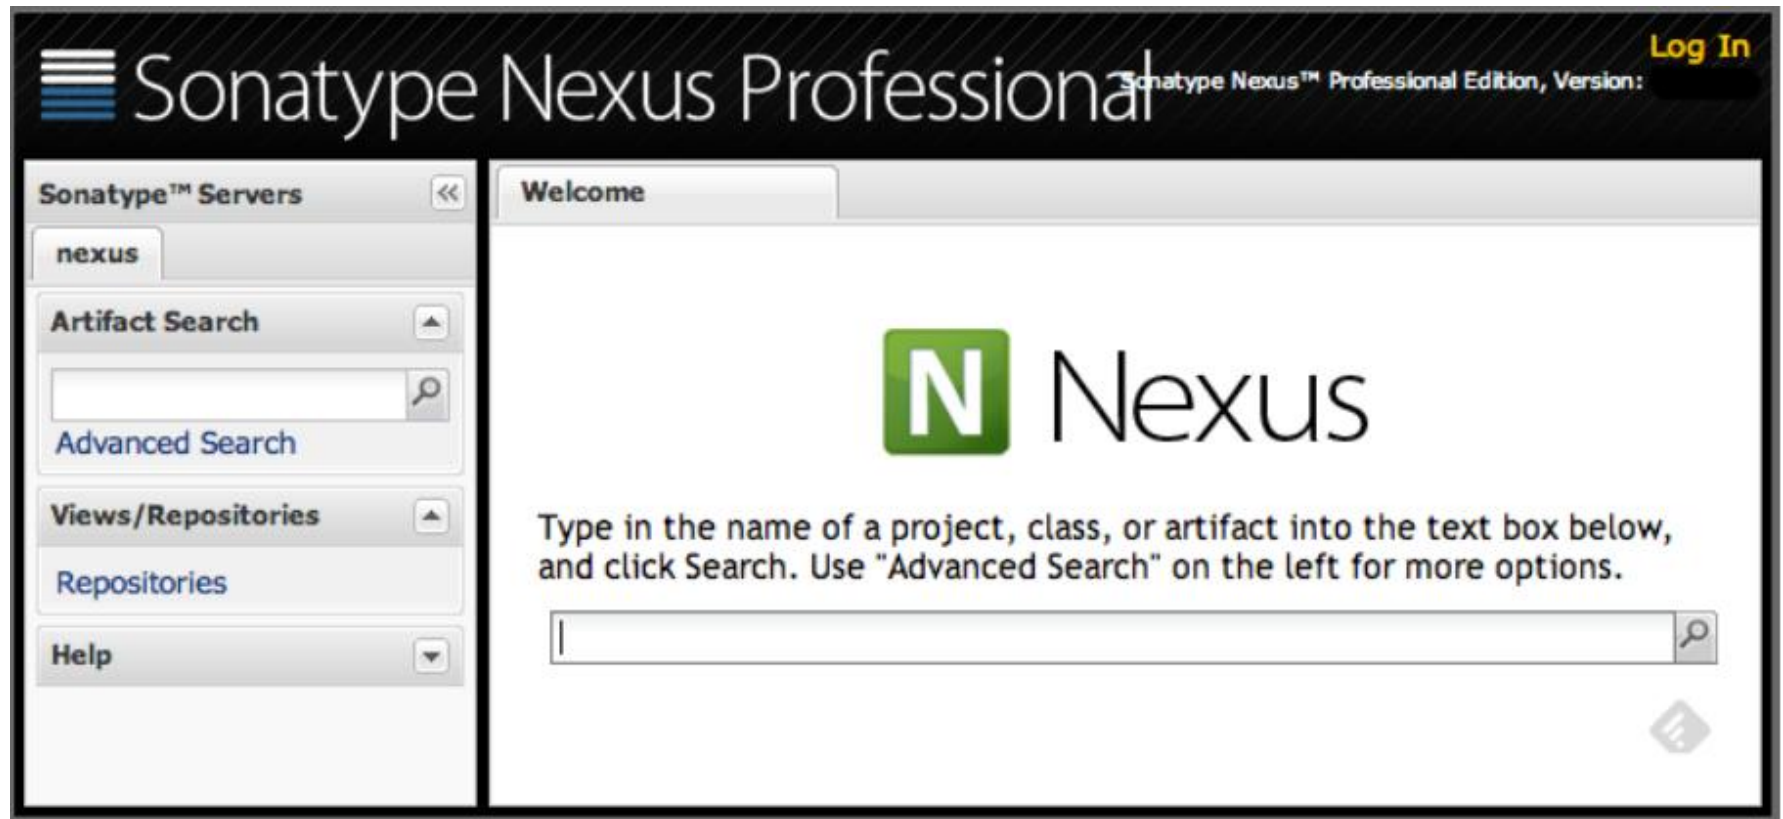 Sonatype Nexus Professional
Log In
Sonatype Nexus™ Professional Edition, Version:
Sonatype™ Servers
nexus
Artifact Search
Advanced Search
Views/Repositories
Repositories
Help
Welcome
N Nexus
Type in the name of a project, class, or artifact into the text box below,
and click Search. Use "Advanced Search" on the left for more options.